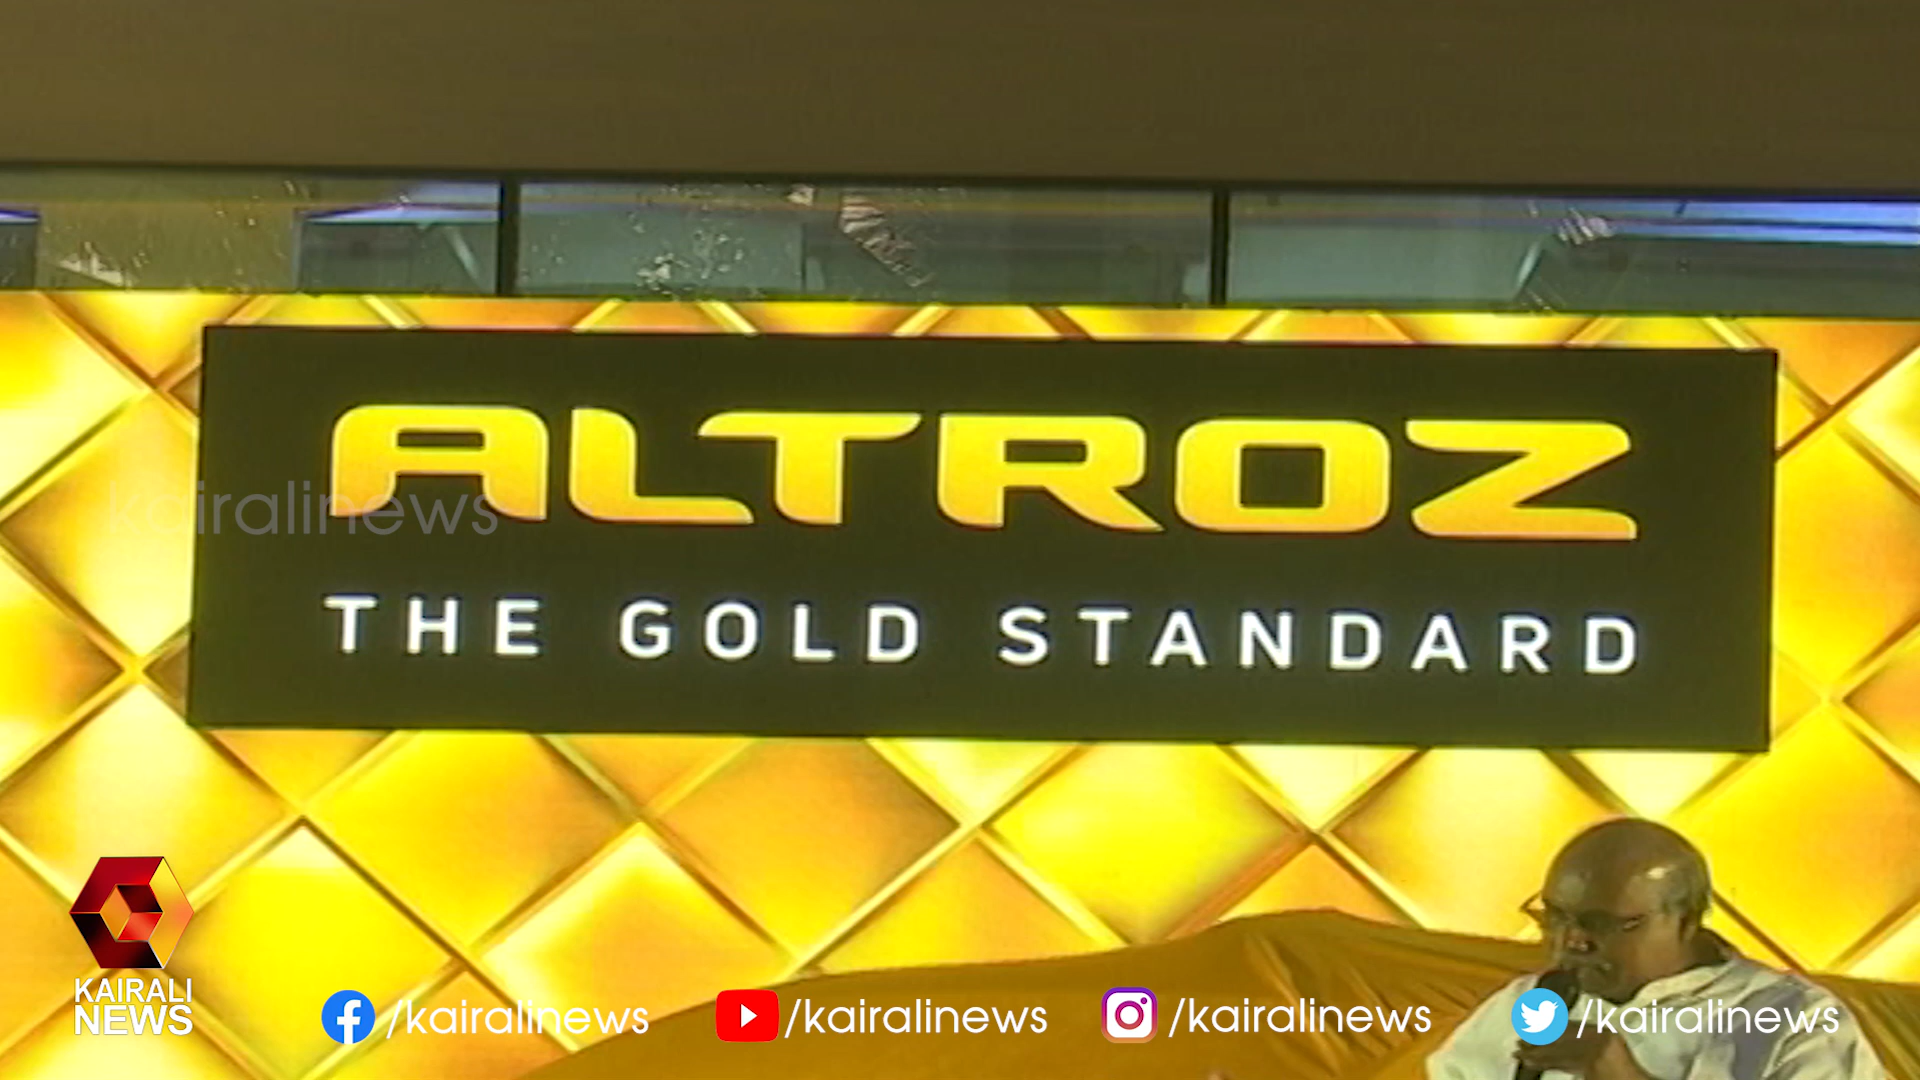 ALTROZ
kairalinews
THE GOLD STANDARD
KAIRALI
NEWS
/kairalinews
/kairalinews
/kairalinews
/kairalinews